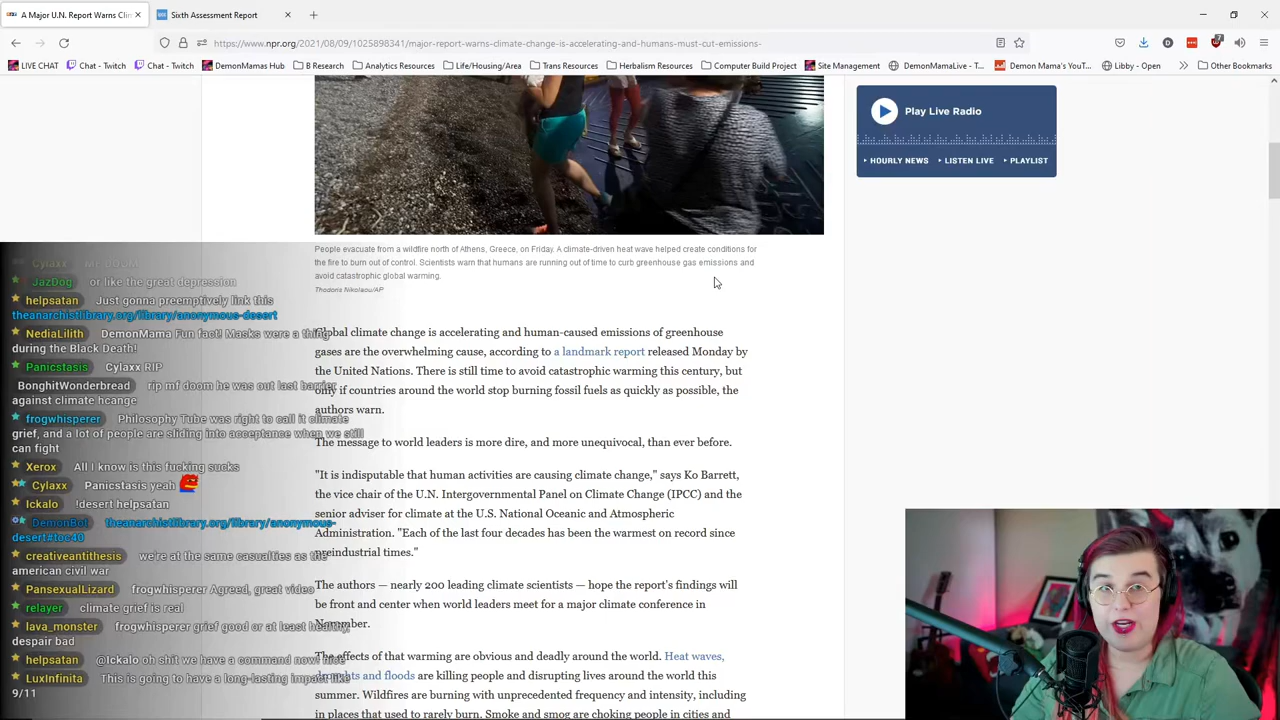 A Major U.N. Report Warns Clim
Sixth Assessment Report
https://www.npr.org/2021/08/09/1025898341/major-report-warns-climate-change-is-accelerating-and-humans-must-cut-emissions-
7
LIVE CHAT
Chat - Twitch
Chat - Twitch
DemonMamas Hub
B Research
Analytics Resources
Life/Housing/Area
Trans Resources
Herbalism Resources
Computer Build Project
Site Management
DemonMamaLive - T...
Demon Mama's YouT...
Libby - Open
Other Bookmarks
Play Live Radio
HOURLY NEWS
LISTEN LIVE
PLAYLIST
People evacuate from a wildfire north of Athens, Greece, on Friday. A climate-driven heat wave helped create conditions for
the fire to burn out of control. Scientists warn that humans are running out of time to curb greenhouse gas emissions and
avoid catastrophic global warming.
Thodoris Nikolaou/AP
Global climate change is accelerating and human-caused emissions of greenhouse
gases are the overwhelming cause, according to a landmark report released Monday by
the United Nations. There is still time to avoid catastrophic warming this century, but
only if countries around the world stop burning fossil fuels as quickly as possible, the
authors warn.
The message to world leaders is more dire, and more unequivocal, than ever before.
"It is indisputable that human activities are causing climate change," says Ko Barrett,
the vice chair of the U.N. Intergovernmental Panel on Climate Change (IPCC) and the
senior adviser for climate at the U.S. National Oceanic and Atmospheric
Administration. "Each of the last four decades has been the warmest on record since
preindustrial times."
The authors — nearly 200 leading climate scientists — hope the report's findings will
be front and center when world leaders meet for a major climate conference in
November.
The effects of that warming are obvious and deadly around the world. Heat waves,
droughts and floods are killing people and disrupting lives around the world this
summer. Wildfires are burning with unprecedented frequency and intensity, including
in places that used to rarely burn. Smoke and smog are choking people in cities and
Cylaxx MF DOOM
JazDog or like the great depression
helpsatan Just gonna preemptively link this
theanarchistlibrary.org/library/anonymous-desert
NediaLilith DemonMama Fun fact! Masks were a thing
during the Black Death!
Panicstasis Cylaxx RIP
BonghitWonderbread rip mf doom he was out last barrier
against climate hcange
frogwhisperer Philosophy Tube was right to call it climate
grief, and a lot of people are sliding into acceptance when we still
can fight
Xerox All I know is this fucking sucks
Cylaxx Panicstasis yeah
Ickalo !desert helpsatan
DemonBot theanarchistlibrary.org/library/anonymous-
desert#toc40
creativeantithesis we're at the same casualties as the
american civil war
PansexualLizard frogwhisperer Agreed, great video
relayer climate grief is real
lava_monster frogwhisperer grief good or at least healthy,
despair bad
helpsatan @Ickalo oh shit we have a command now! nice
LuxInfinita This is going to have a long-lasting impact like
9/11